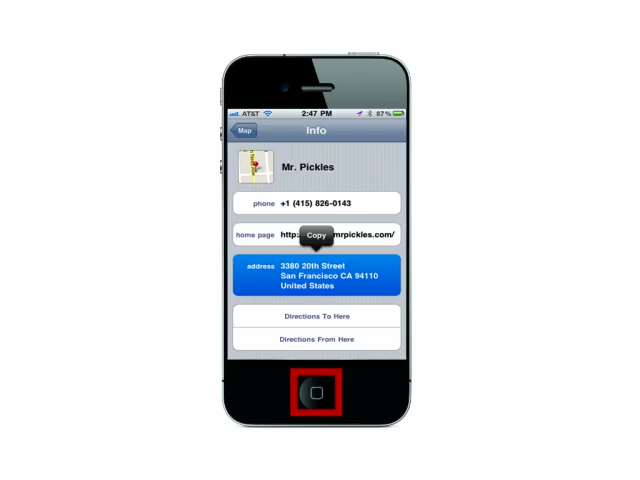 AT&T 2:47 PM 87%
Map Info
Mr. Pickles
phone +1 (415) 826-0143
home page http: mrpickles.com/
Copy
address 3380 20th Street
San Francisco CA 94110
United States
Directions To Here
Directions From Here